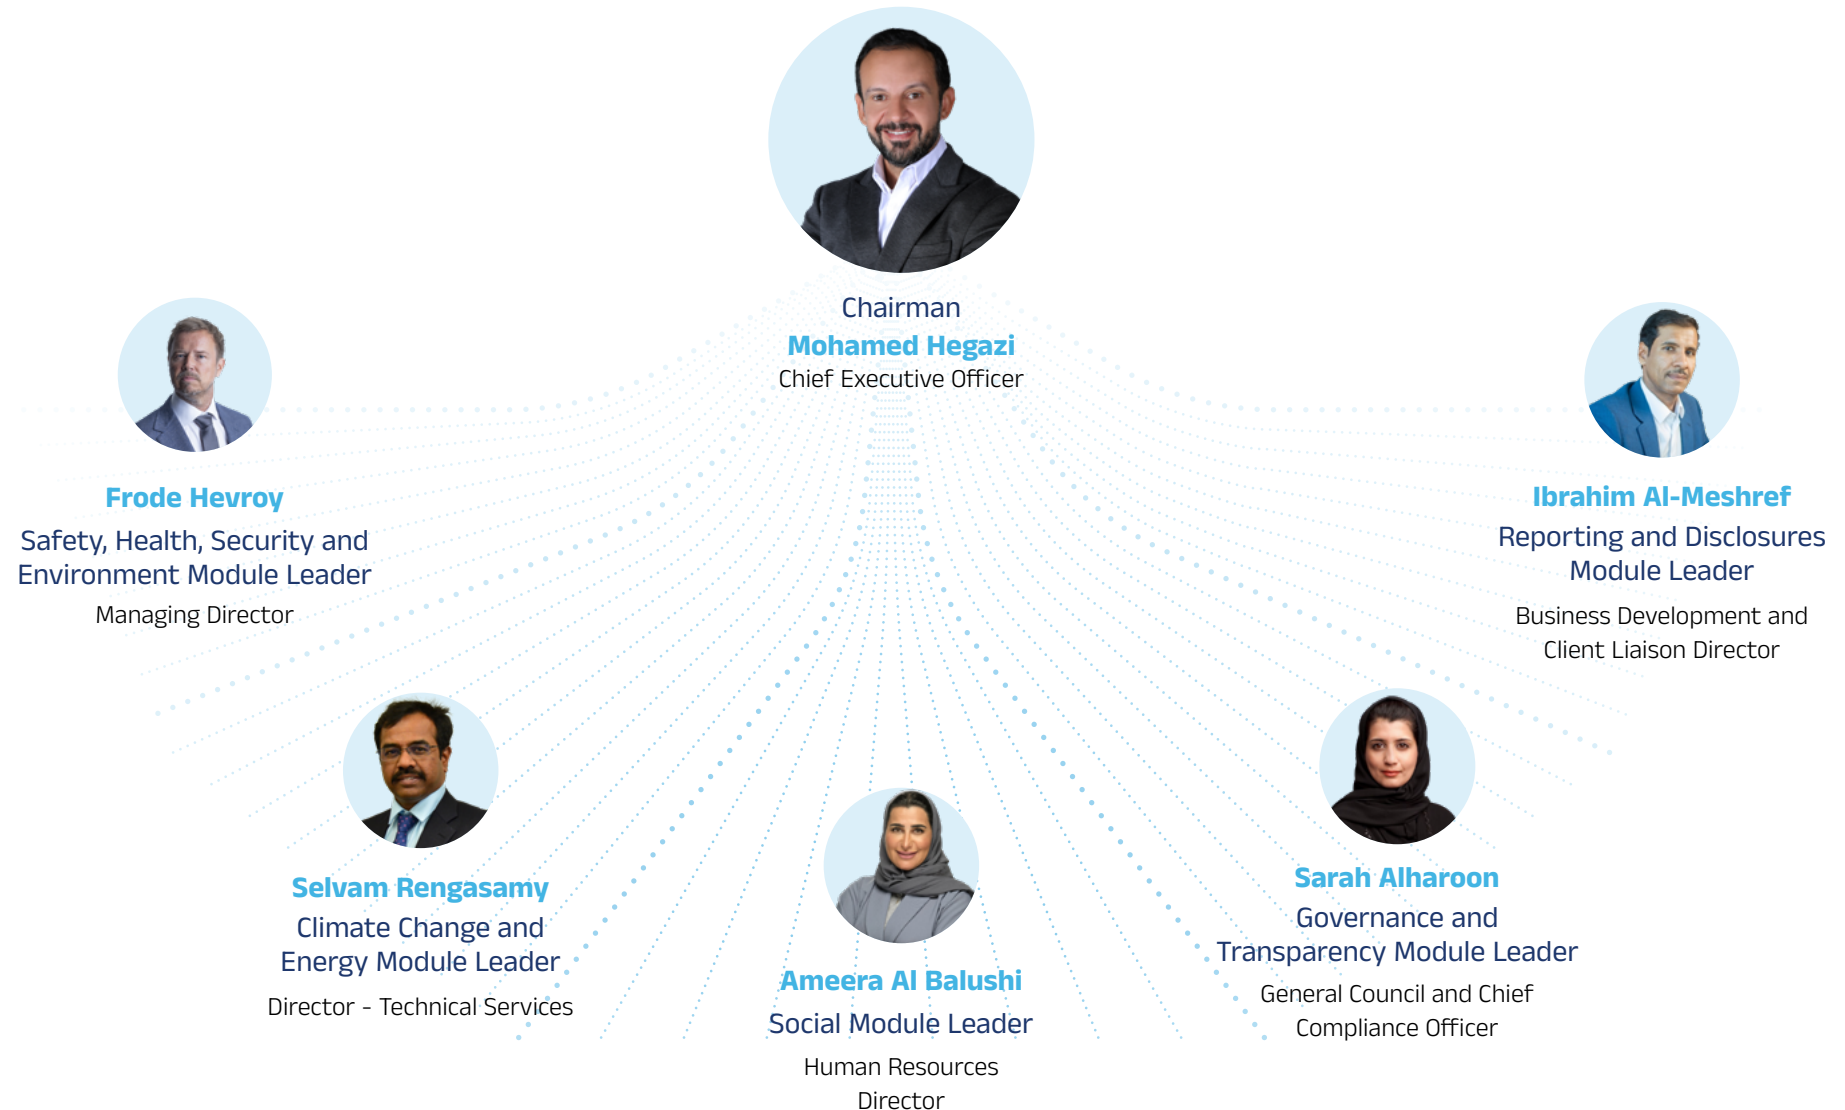 Chairman
Mohamed Hegazi
Chief Executive Officer
Frode Hevroy
Safety, Health, Security and
Environment Module Leader
Managing Director
Ibrahim Al-Meshref
Reporting and Disclosures
Module Leader
Business Development and
Client Liaison Director
Selvam Rengasamy
Climate Change and
Energy Module Leader
Director - Technical Services
Ameera Al Balushi
Social Module Leader
Human Resources
Director
Sarah Alharoon
Governance and
Transparency Module Leader
General Council and Chief
Compliance Officer